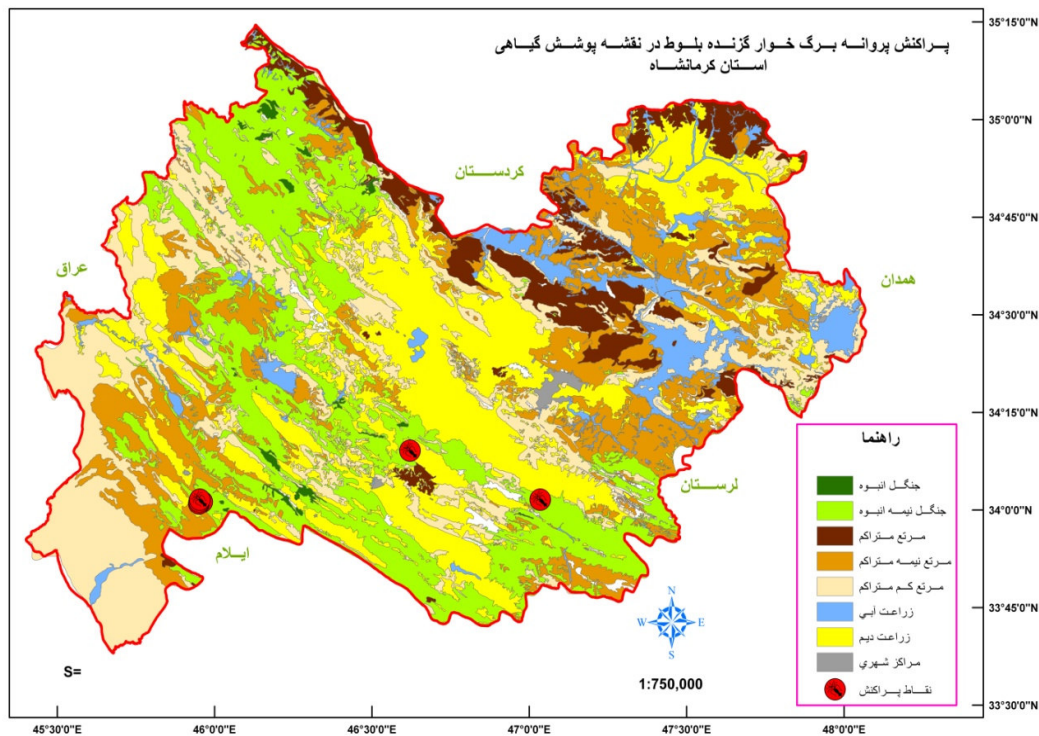 پراکنش پروانه برگ خوار گزنده بلوط در نقشه پوشش گیاهی
استان کرمانشاه
35°15'0"N
35°0'0"N
34°45'0"N
34°30'0"N
34°15'0"N
34°0'0"N
33°45'0"N
33°30'0"N
کردستان
عراق
همدان
لرستان
ایلام
راهنما
جنگل انبوه
جنگل نیمه انبوه
مرتع متراکم
مرتع نیمه متراکم
مرتع کم متراکم
زراعت آبي
زراعت ديم
مراکز شهري
نقاط پراکنش
N
W E
S
S=
1:750,000
45°30'0"E 46°0'0"E 46°30'0"E 47°0'0"E 47°30'0"E 48°0'0"E